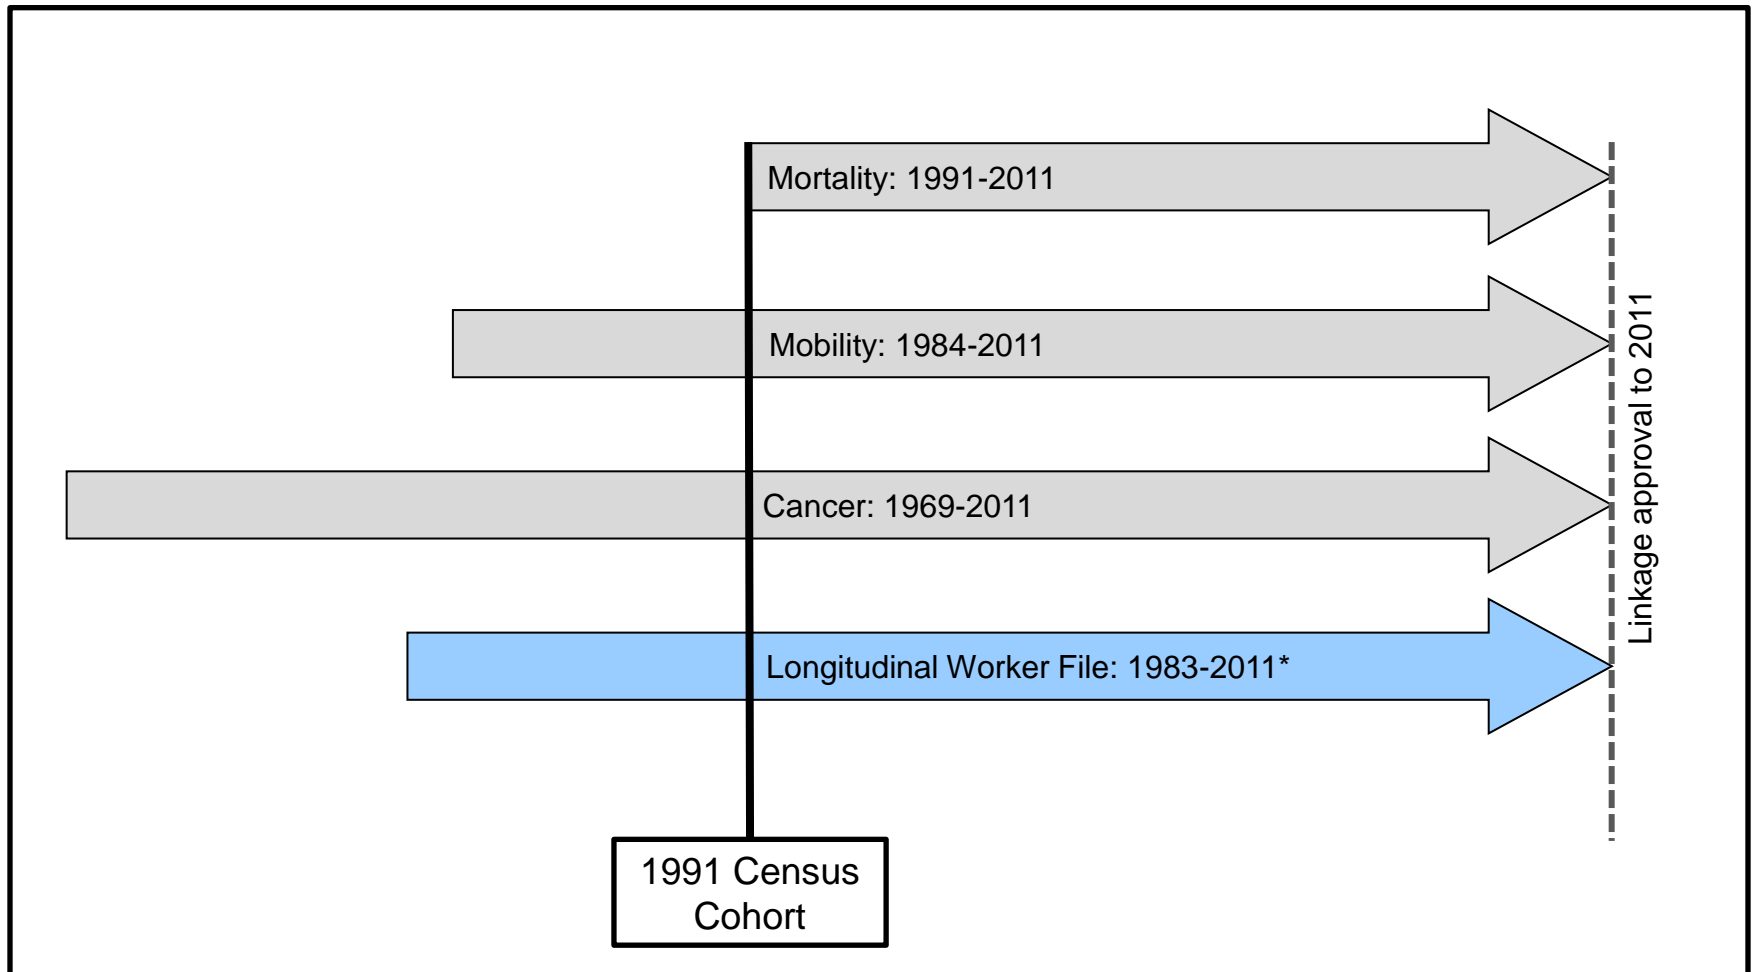 Mortality: 1991-2011
Mobility: 1984-2011
Cancer: 1969-2011
Longitudinal Worker File: 1983-2011*
Linkage approval to 2011
1991 Census
Cohort